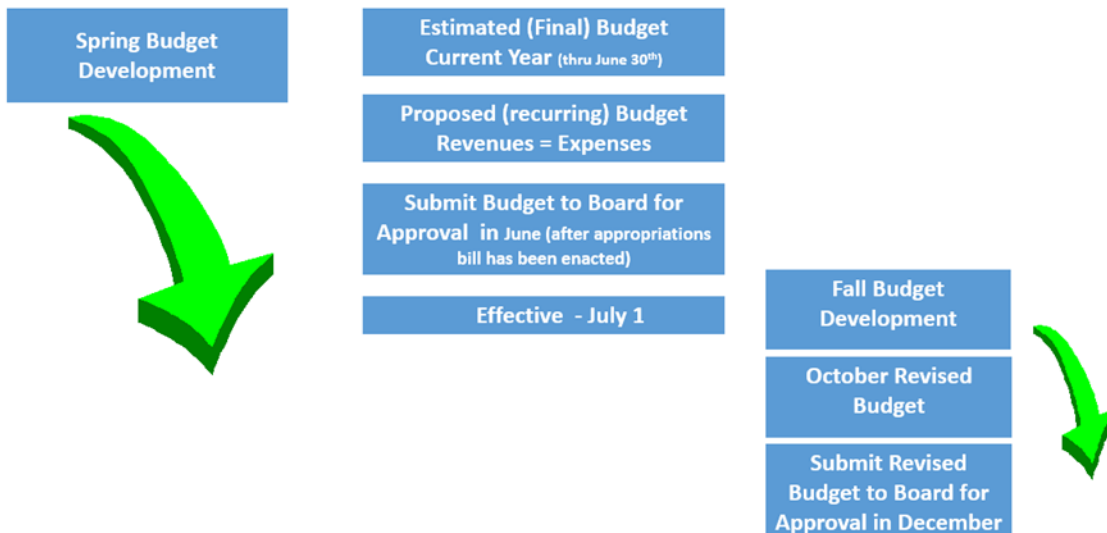 Spring Budget
Development
Estimated (Final) Budget
Current Year (thru June 30th)
Proposed (recurring) Budget
Revenues = Expenses
Submit Budget to Board for
Approval in June (after appropriations
bill has been enacted)
Effective - July 1
Fall Budget
Development
October Revised
Budget
Submit Revised
Budget to Board for
Approval in December